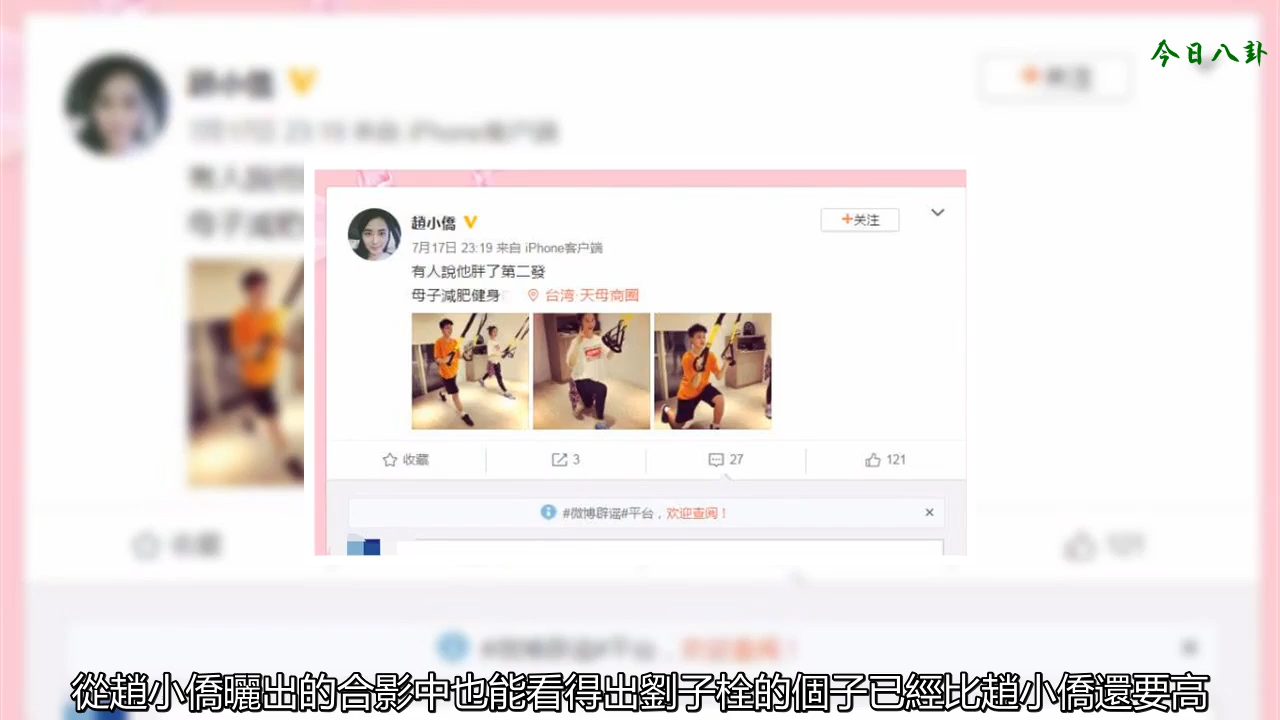 今日八卦
趙小僑
+关注
7月17日 23:19 来自 iPhone客户端
有人說他胖了第二發
母子減肥健身 台湾·天母商圈
收藏
3
27
121
#微博辟谣#平台，欢迎查阅！
從趙小僑曬出的合影中也能看得出劉子栓的個子已經比趙小僑還要高